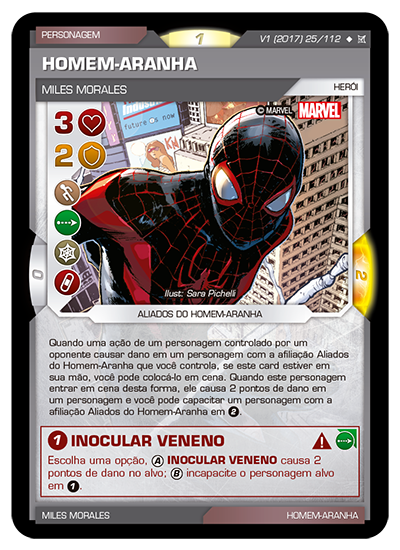 PERSONAGEM
1
V1 (2017) 25/112
HOMEM-ARANHA
MILES MORALES
HERÓI
© MARVEL MARVEL
3
2
0
2
Ilust: Sara Pichelli
ALIADOS DO HOMEM-ARANHA
Quando uma ação de um personagem controlado por um
oponente causar dano em um personagem com a afiliação Aliados
do Homem-Aranha que você controla, se este card estiver em
sua mão, você pode colocá-lo em cena. Quando este personagem
entrar em cena desta forma, ele causa 2 pontos de dano em
um personagem e você pode capacitar um personagem com a
afiliação Aliados do Homem-Aranha em 2.
1 INOCULAR VENENO
Escolha uma opção, A INOCULAR VENENO causa 2
pontos de dano no alvo; B incapacite o personagem alvo
em 1.
MILES MORALES
HOMEM-ARANHA